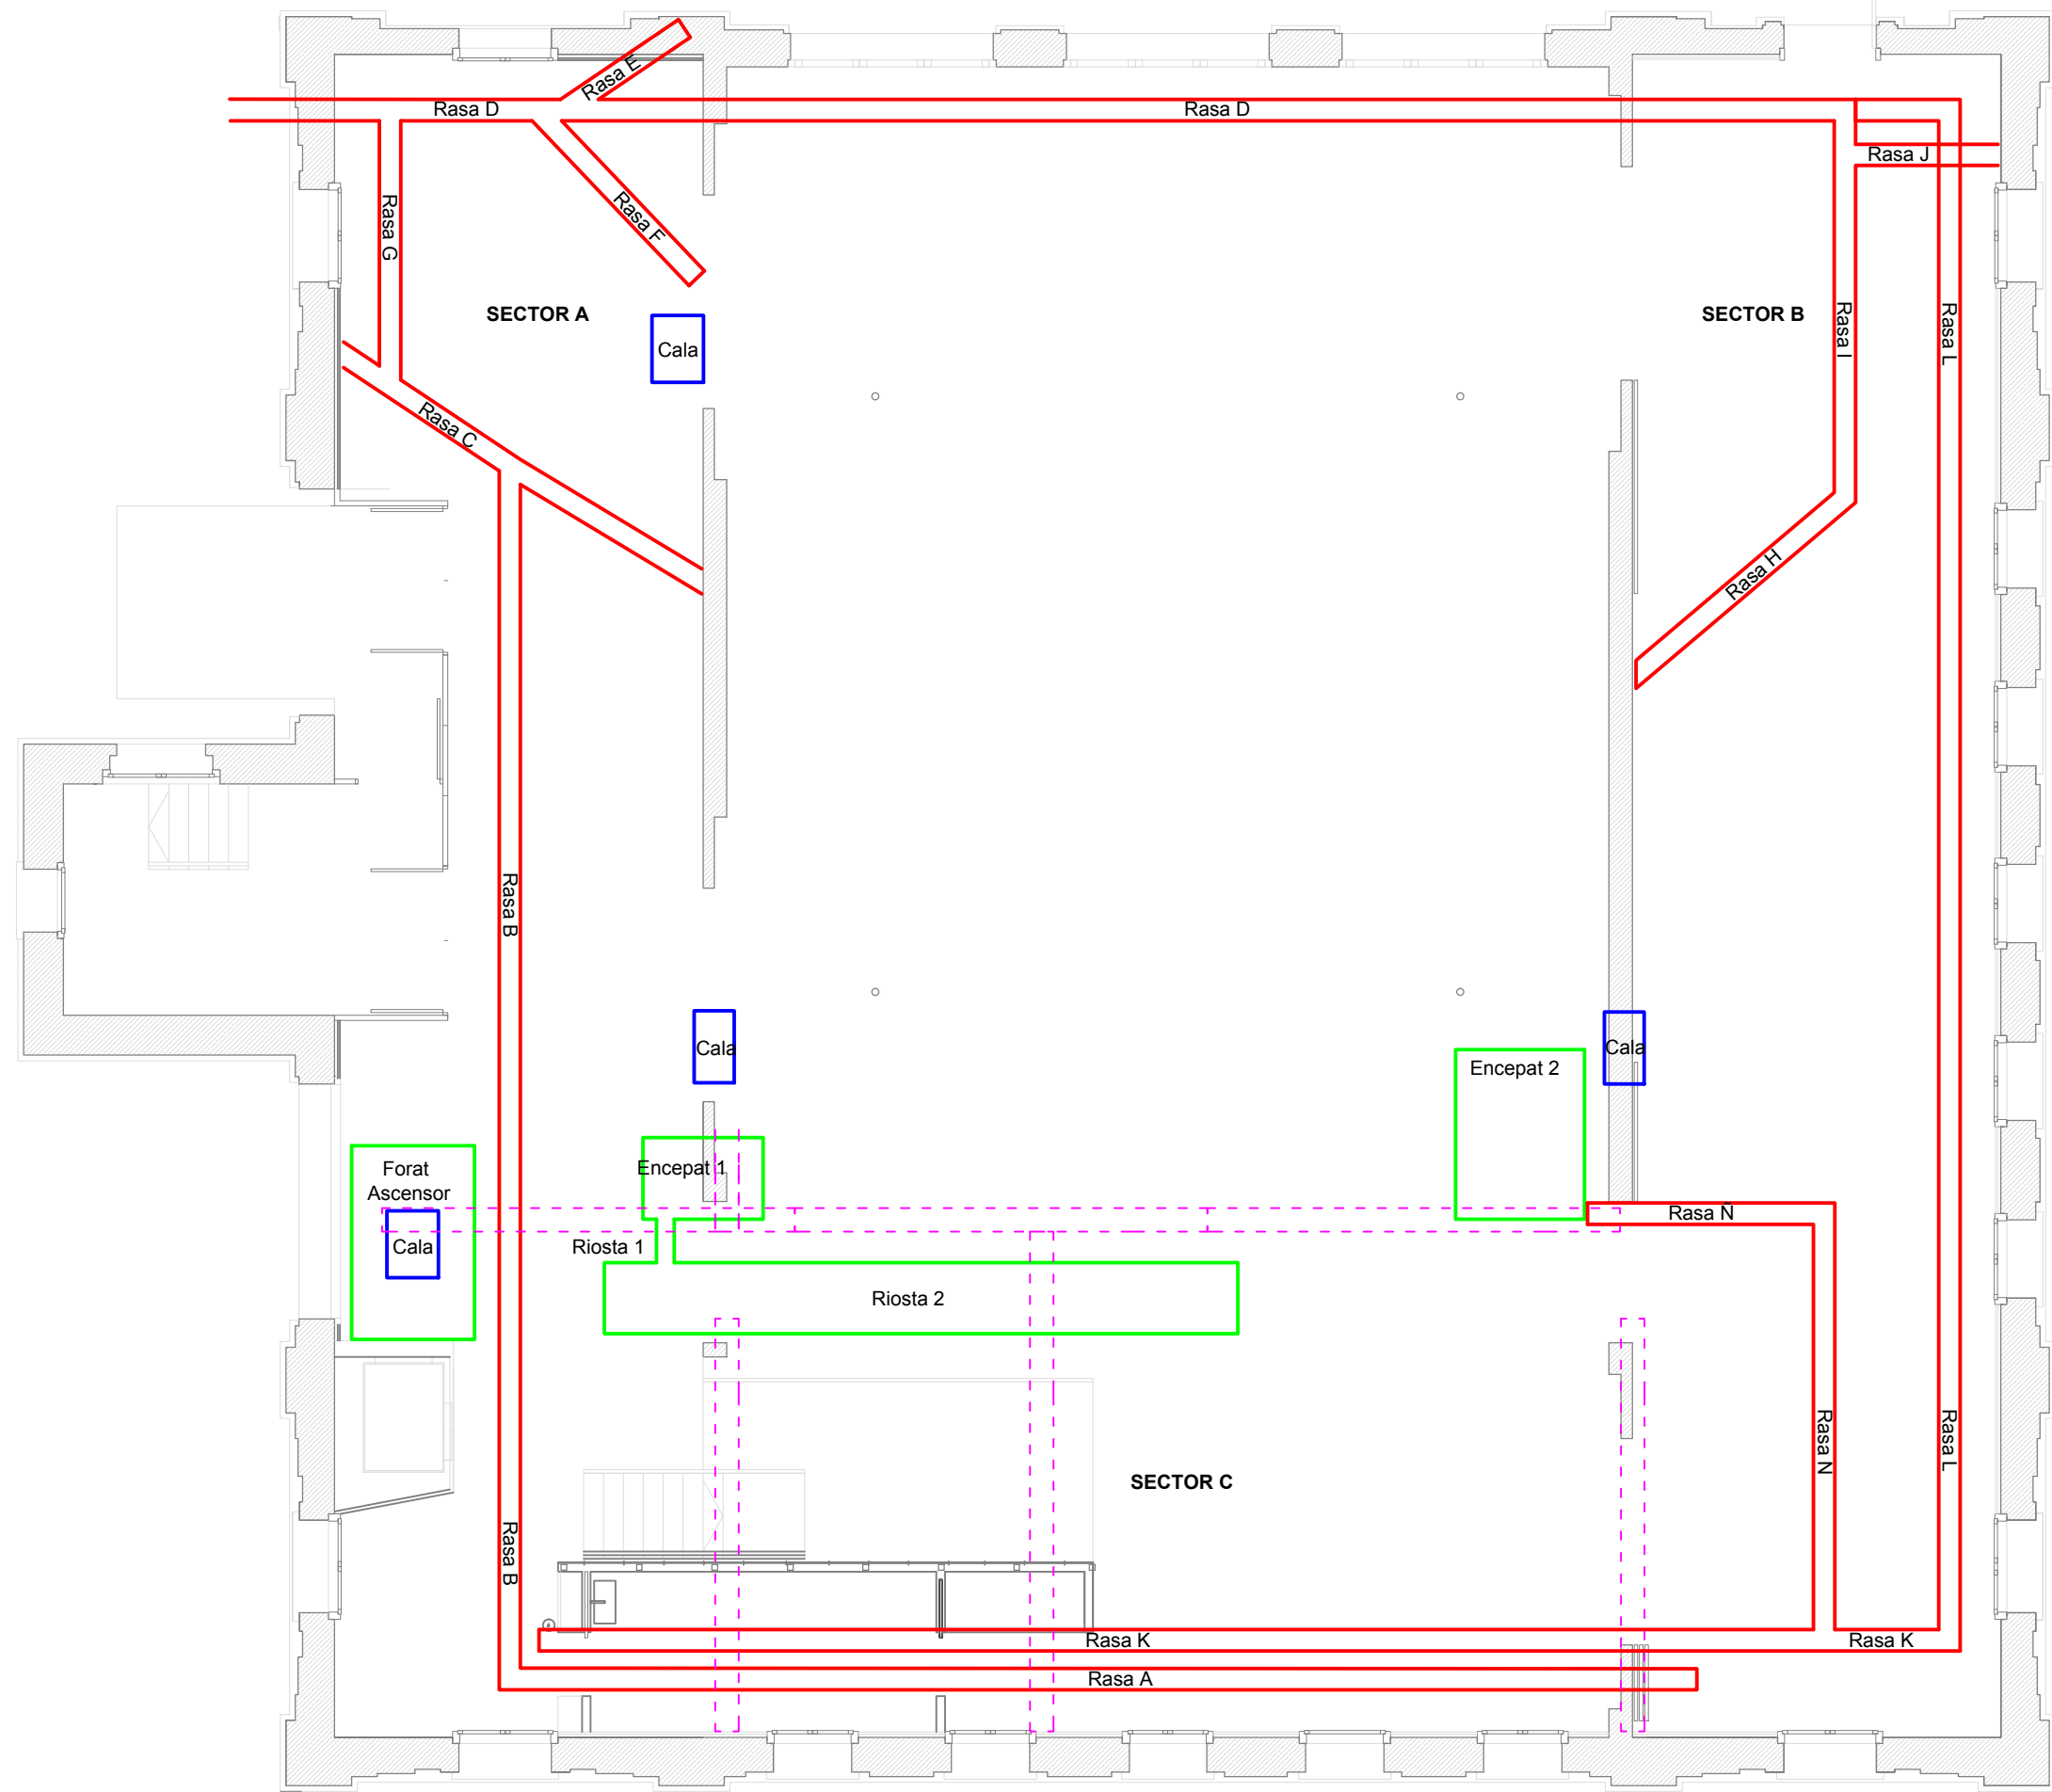 Rasa E
Rasa D
Rasa D
Rasa J
Rasa G
Rasa F
SECTOR A
SECTOR B
Rasa I
Rasa L
Cala
Rasa C
Rasa H
Rasa B
Cala
Cala
Encepat 2
Encepat 1
Forat
Ascensor
Rasa Ñ
Cala
Riosta 1
Riosta 2
Rasa N
Rasa L
SECTOR C
Rasa B
Rasa K
Rasa K
Rasa A